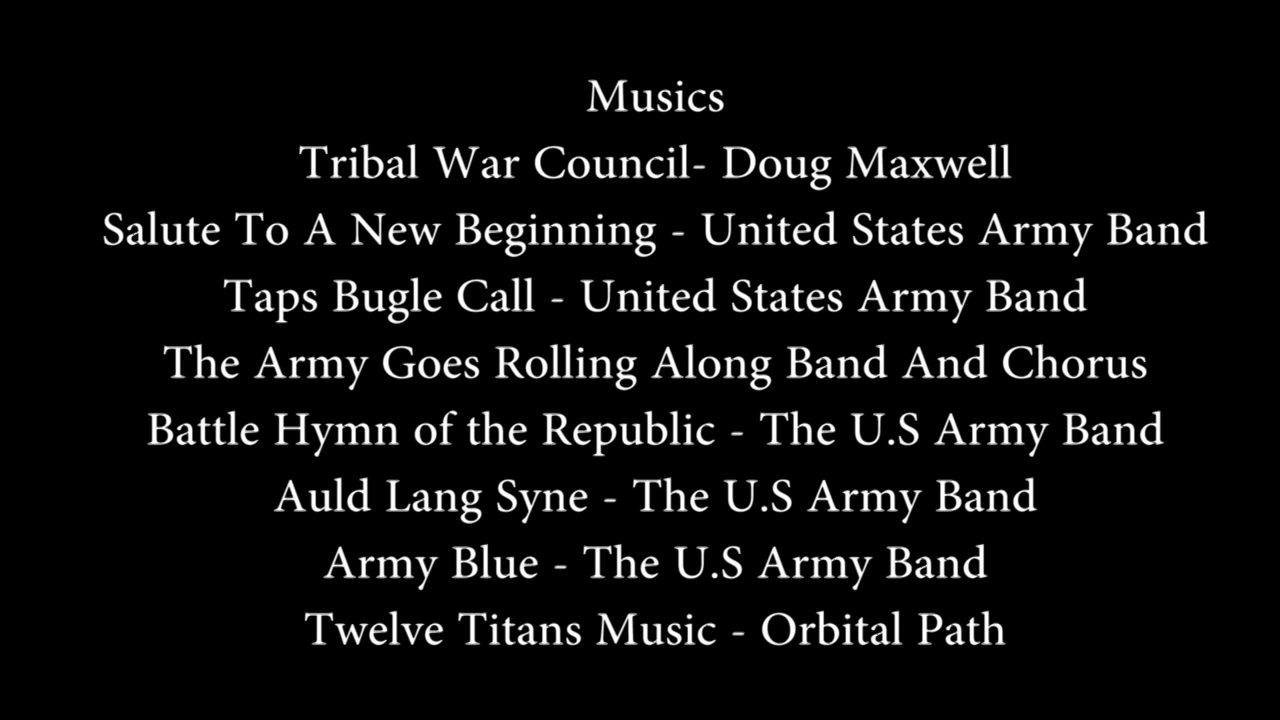 Musics
Tribal War Council- Doug Maxwell
Salute To A New Beginning - United States Army Band
Taps Bugle Call - United States Army Band
The Army Goes Rolling Along Band And Chorus
Battle Hymn of the Republic - The U.S Army Band
Auld Lang Syne - The U.S Army Band
Army Blue - The U.S Army Band
Twelve Titans Music - Orbital Path